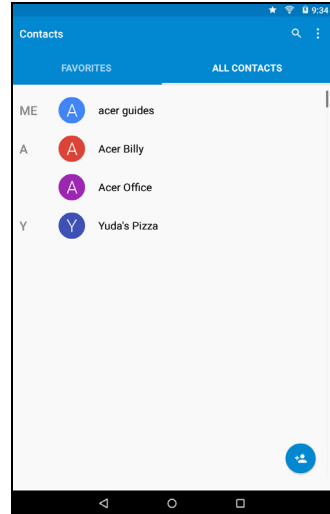 9:34
Contacts
FAVORITES ALL CONTACTS
ME A acer guides
A A Acer Billy
A Acer Office
Y Y Yuda's Pizza